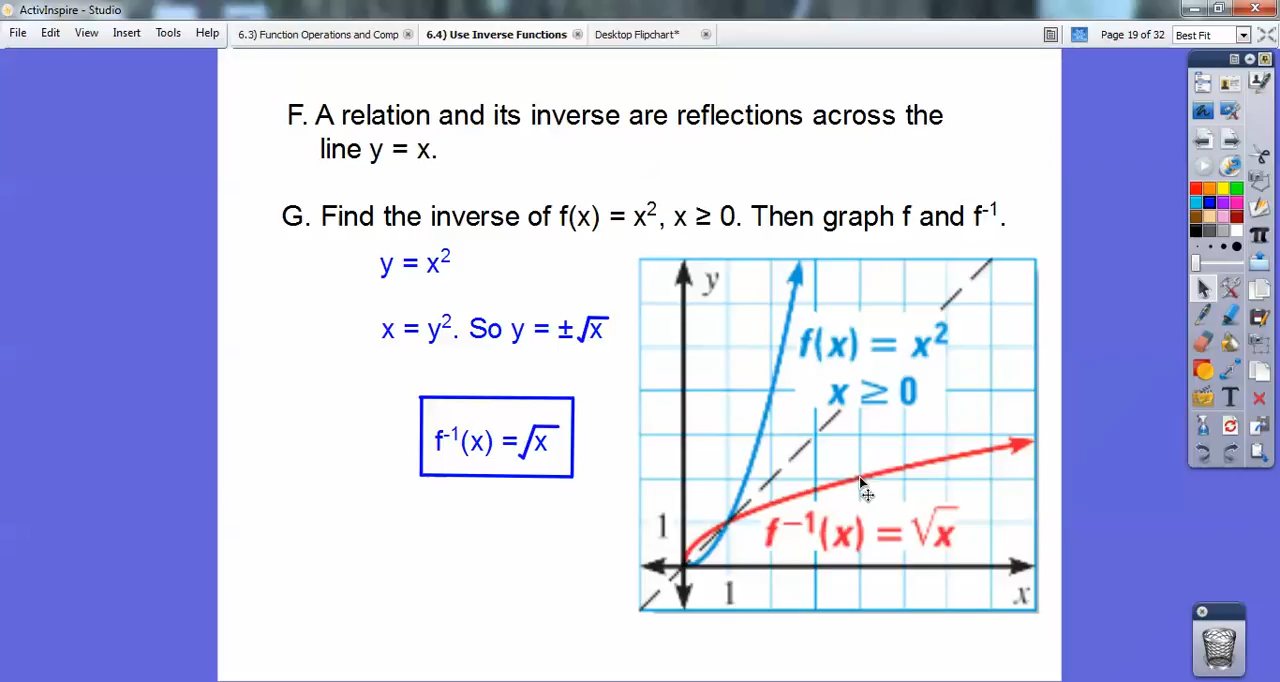 ActivInspire - Studio
File Edit View Insert Tools Help
6.3) Function Operations and Comp
6.4) Use Inverse Functions
Desktop Flipchart*
Page 19 of 32
Best Fit
F. A relation and its inverse are reflections across the
line y = x.
G. Find the inverse of f(x) = x², x ≥ 0. Then graph f and f⁻¹.
y = x²
x = y². So y = ±√x
f⁻¹(x) = √x
y
f(x) = x²
x ≥ 0
f⁻¹(x) = √x
1
1
x